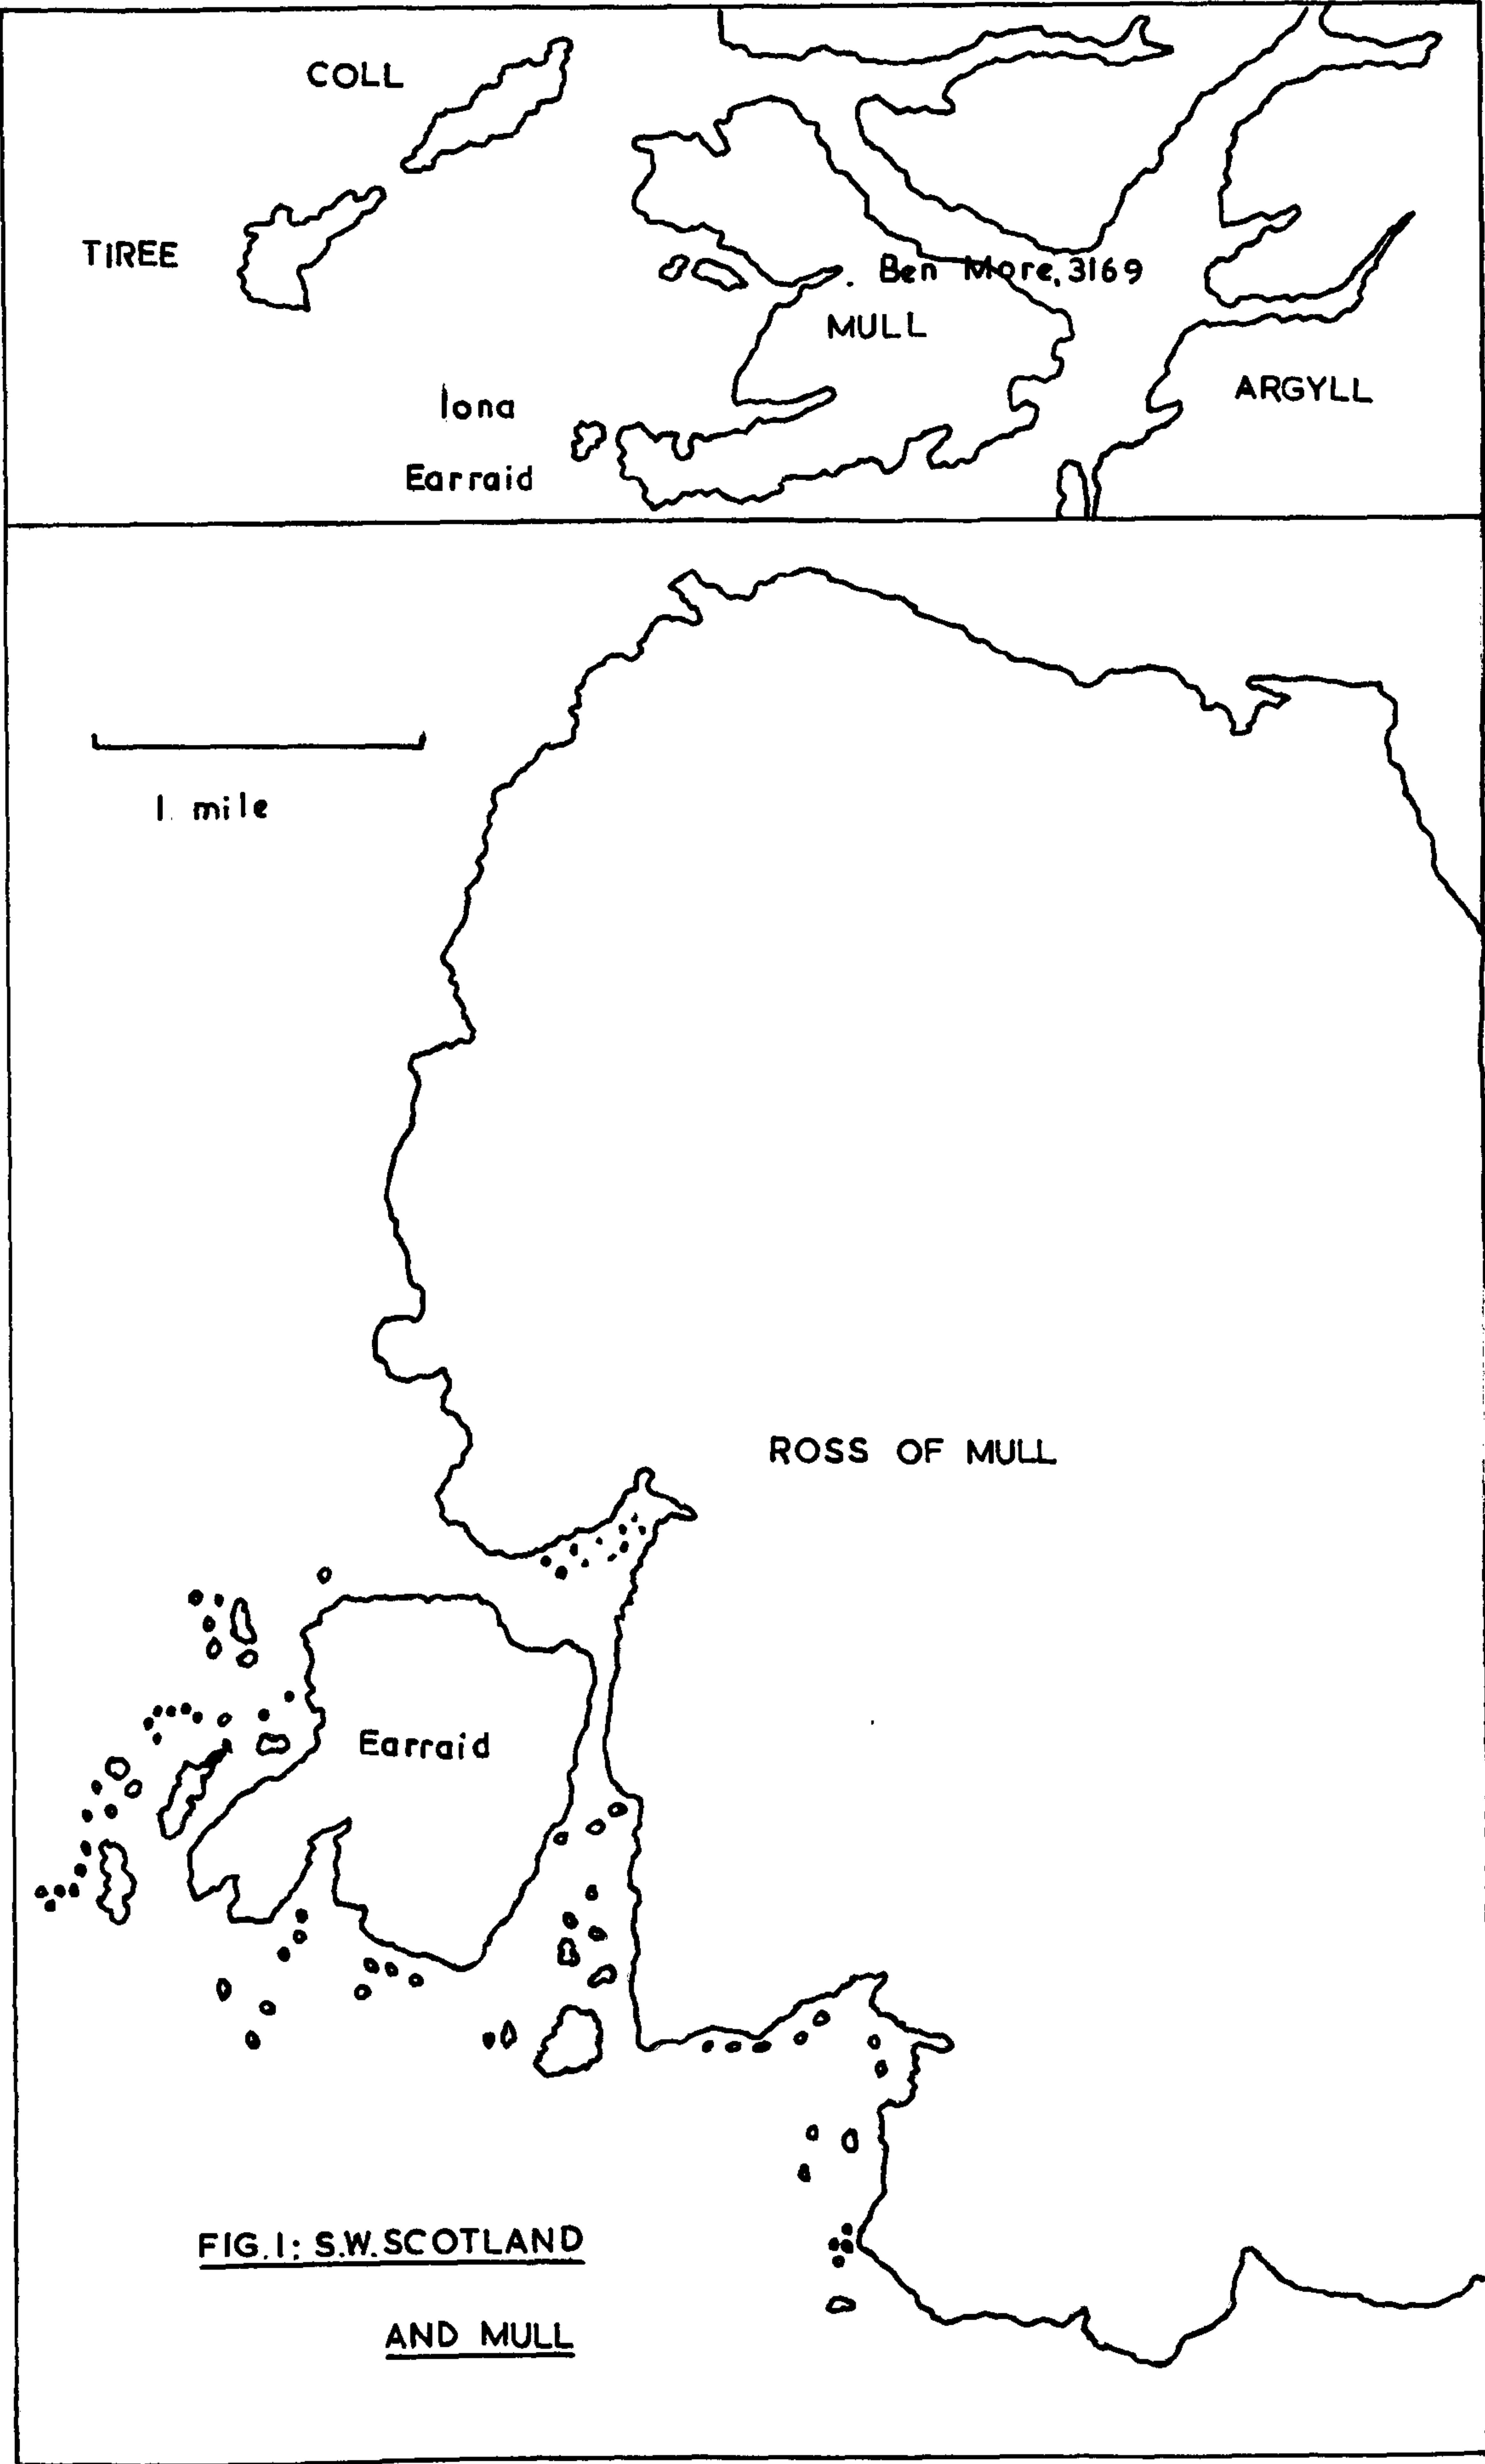 COLL
TIREE
Ben More, 3169
MULL
Iona
ARGYLL
Earraid
1 mile
ROSS OF MULL
Earraid
FIG. 1: S.W. SCOTLAND
AND MULL